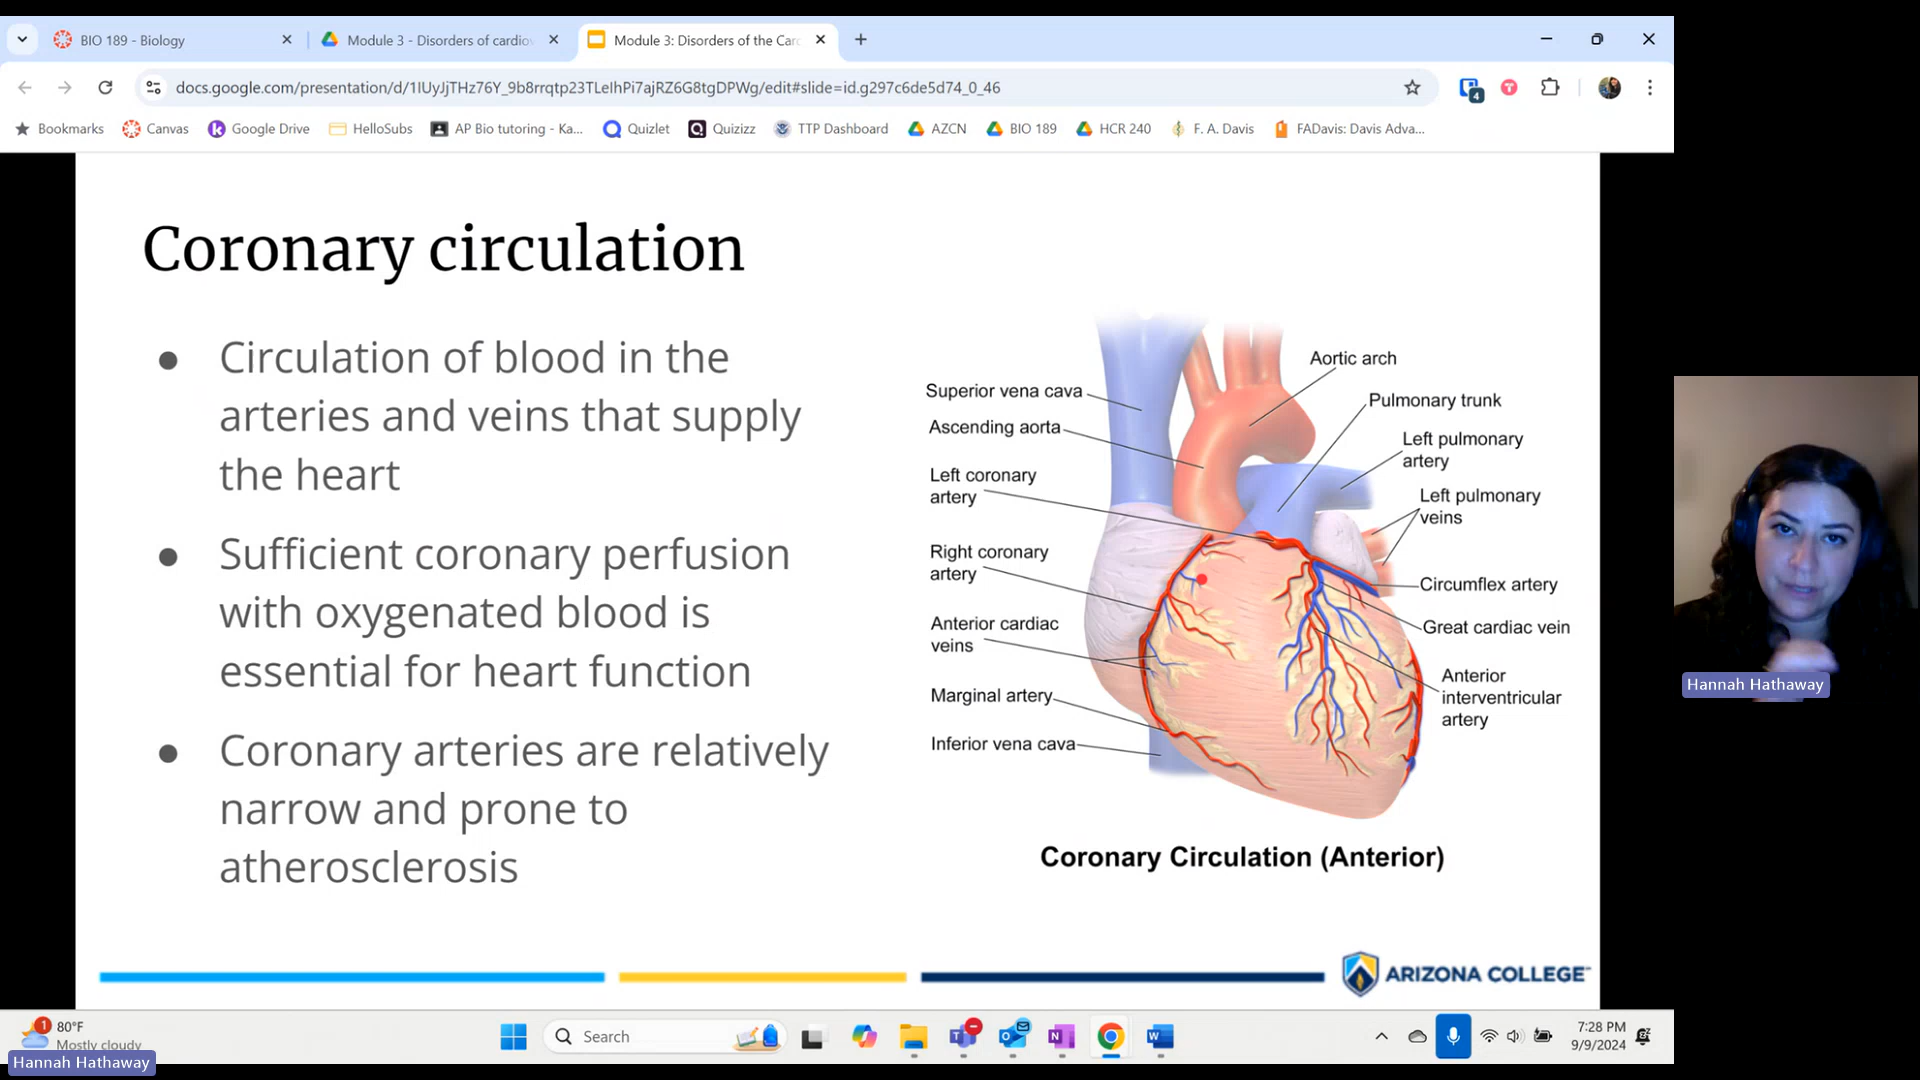 BIO 189 - Biology
Module 3 - Disorders of cardio
Module 3: Disorders of the Car
docs.google.com/presentation/d/1IUyJjTHz76Y_9b8rrqtp23TLeIhPi7ajRZ6G8tgDPWg/edit#slide=id.g297c6de5d74_0_46
4
Bookmarks
Canvas
Google Drive
HelloSubs
AP Bio tutoring - Ka...
Quizlet
Quizizz
TTP Dashboard
AZCN
BIO 189
HCR 240
F. A. Davis
FADavis: Davis Adva...
Coronary circulation
● Circulation of blood in the
arteries and veins that supply
the heart
● Sufficient coronary perfusion
with oxygenated blood is
essential for heart function
● Coronary arteries are relatively
narrow and prone to
atherosclerosis
Superior vena cava
Ascending aorta
Left coronary
artery
Right coronary
artery
Anterior cardiac
veins
Marginal artery
Inferior vena cava
Aortic arch
Pulmonary trunk
Left pulmonary
artery
Left pulmonary
veins
Circumflex artery
Great cardiac vein
Anterior
interventricular
artery
Coronary Circulation (Anterior)
ARIZONA COLLEGE
Hannah Hathaway
1
80°F
Mostly cloudy
Hannah Hathaway
Search
7:28 PM
9/9/2024